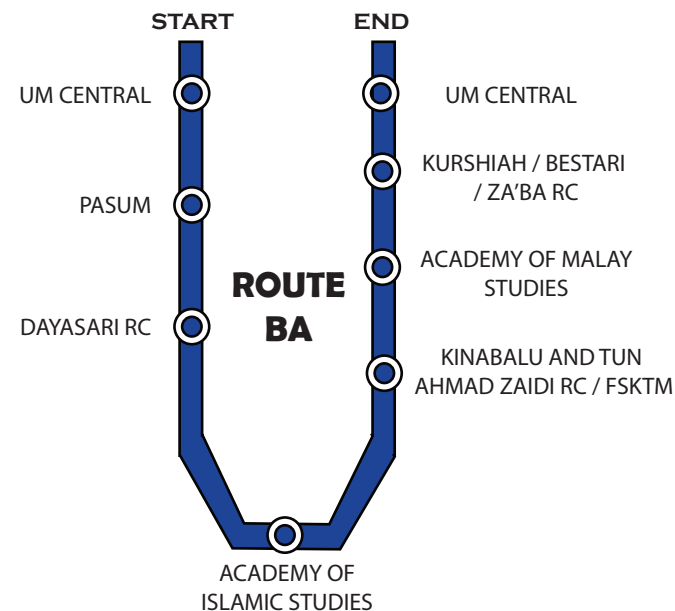 START
END
UM CENTRAL
PASUM
DAYASARI RC
ROUTE
BA
ACADEMY OF
ISLAMIC STUDIES
KINABALU AND TUN
AHMAD ZAIDI RC / FSKTM
ACADEMY OF MALAY
STUDIES
KURSHIAH / BESTARI
/ ZA'BA RC
UM CENTRAL